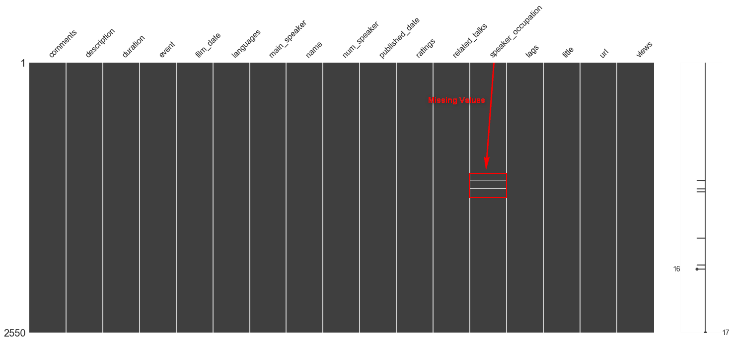 comments
description
duration
event
film_date
languages
main_speaker
name
num_speaker
published_date
ratings
related_talks
speaker_occupation
tags
title
url
views
1
Missing Values
16
2550
17